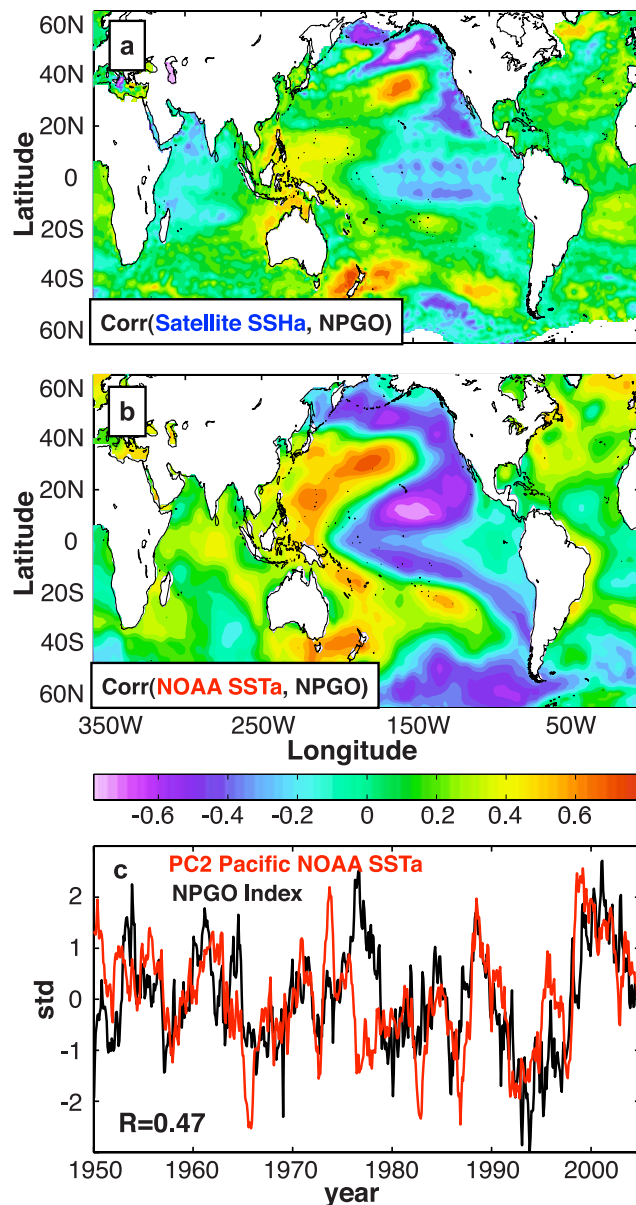 60N
a
40N
20N
0
20S
40S
60N
Latitude
Corr(Satellite SSHa, NPGO)
60N
b
40N
20N
0
20S
40S
60N
Latitude
Corr(NOAA SSTa, NPGO)
350W 250W 150W 50W
Longitude
-0.6 -0.4 -0.2 0 0.2 0.4 0.6
c PC2 Pacific NOAA SSTa
NPGO Index
2
1
0
-1
-2
std
R=0.47
1950 1960 1970 1980 1990 2000
year